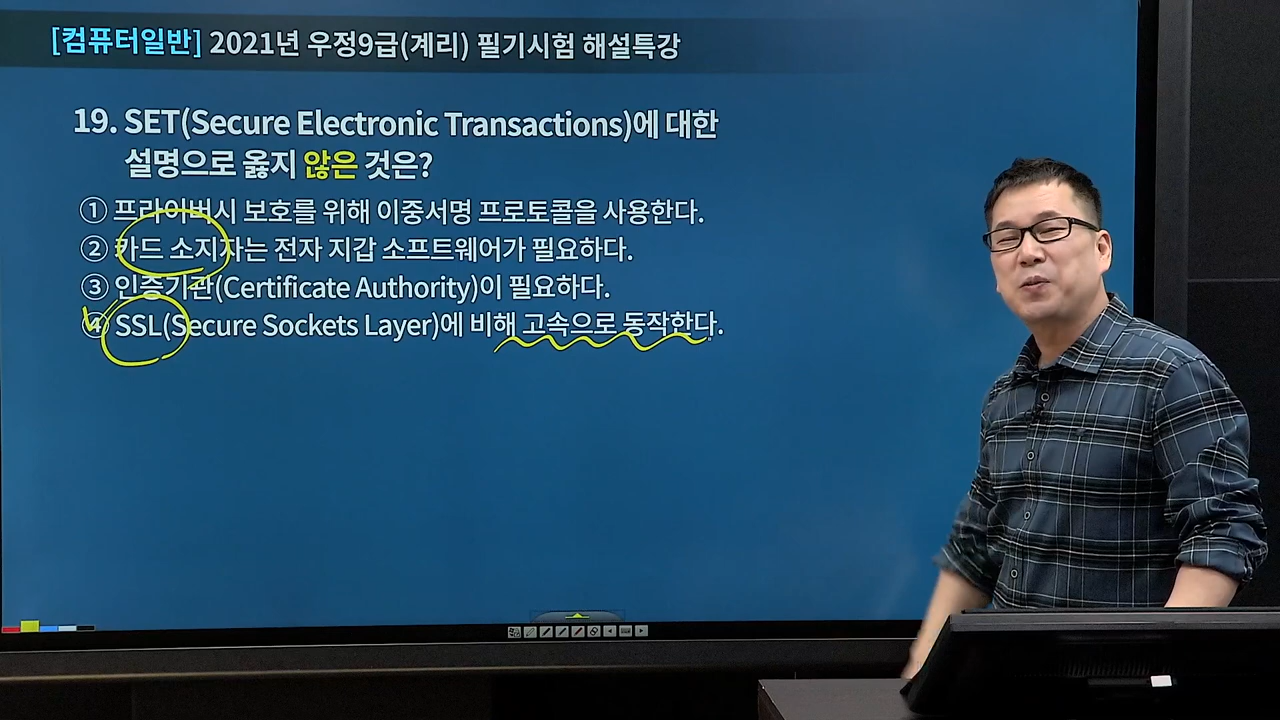 [컴퓨터일반] 2021년 우정9급(계리) 필기시험 해설특강
19. SET(Secure Electronic Transactions)에 대한
설명으로 옳지 않은 것은?
① 프라이버시 보호를 위해 이중서명 프로토콜을 사용한다.
② 카드 소지자는 전자 지갑 소프트웨어가 필요하다.
③ 인증기관(Certificate Authority)이 필요하다.
④ SSL(Secure Sockets Layer)에 비해 고속으로 동작한다.